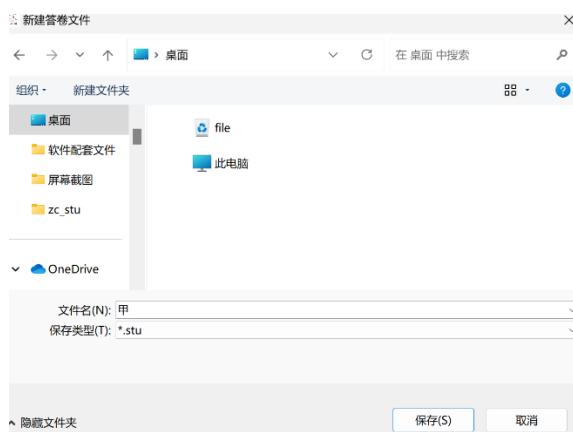 新建答卷文件
桌面
在 桌面 中搜索
组织
新建文件夹
桌面
file
软件配套文件
此电脑
屏幕截图
zc_stu
OneDrive
文件名(N): 甲
保存类型(T): *.stu
隐藏文件夹
保存(S)
取消